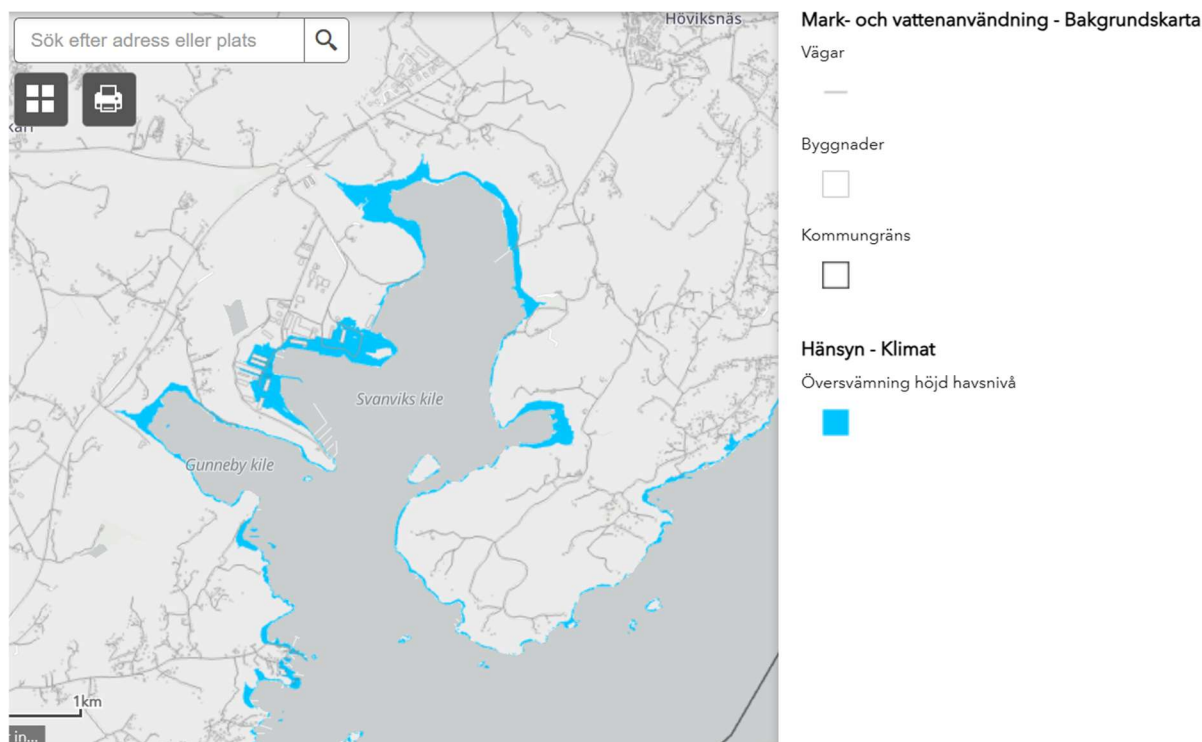 Sök efter adress eller plats
Höviksnäs
Svanviks kile
Gunneby kile
1km
in...
Mark- och vattenanvändning - Bakgrundskarta
Vägar
Byggnader
Kommungräns
Hänsyn - Klimat
Översvämning höjd havsnivå